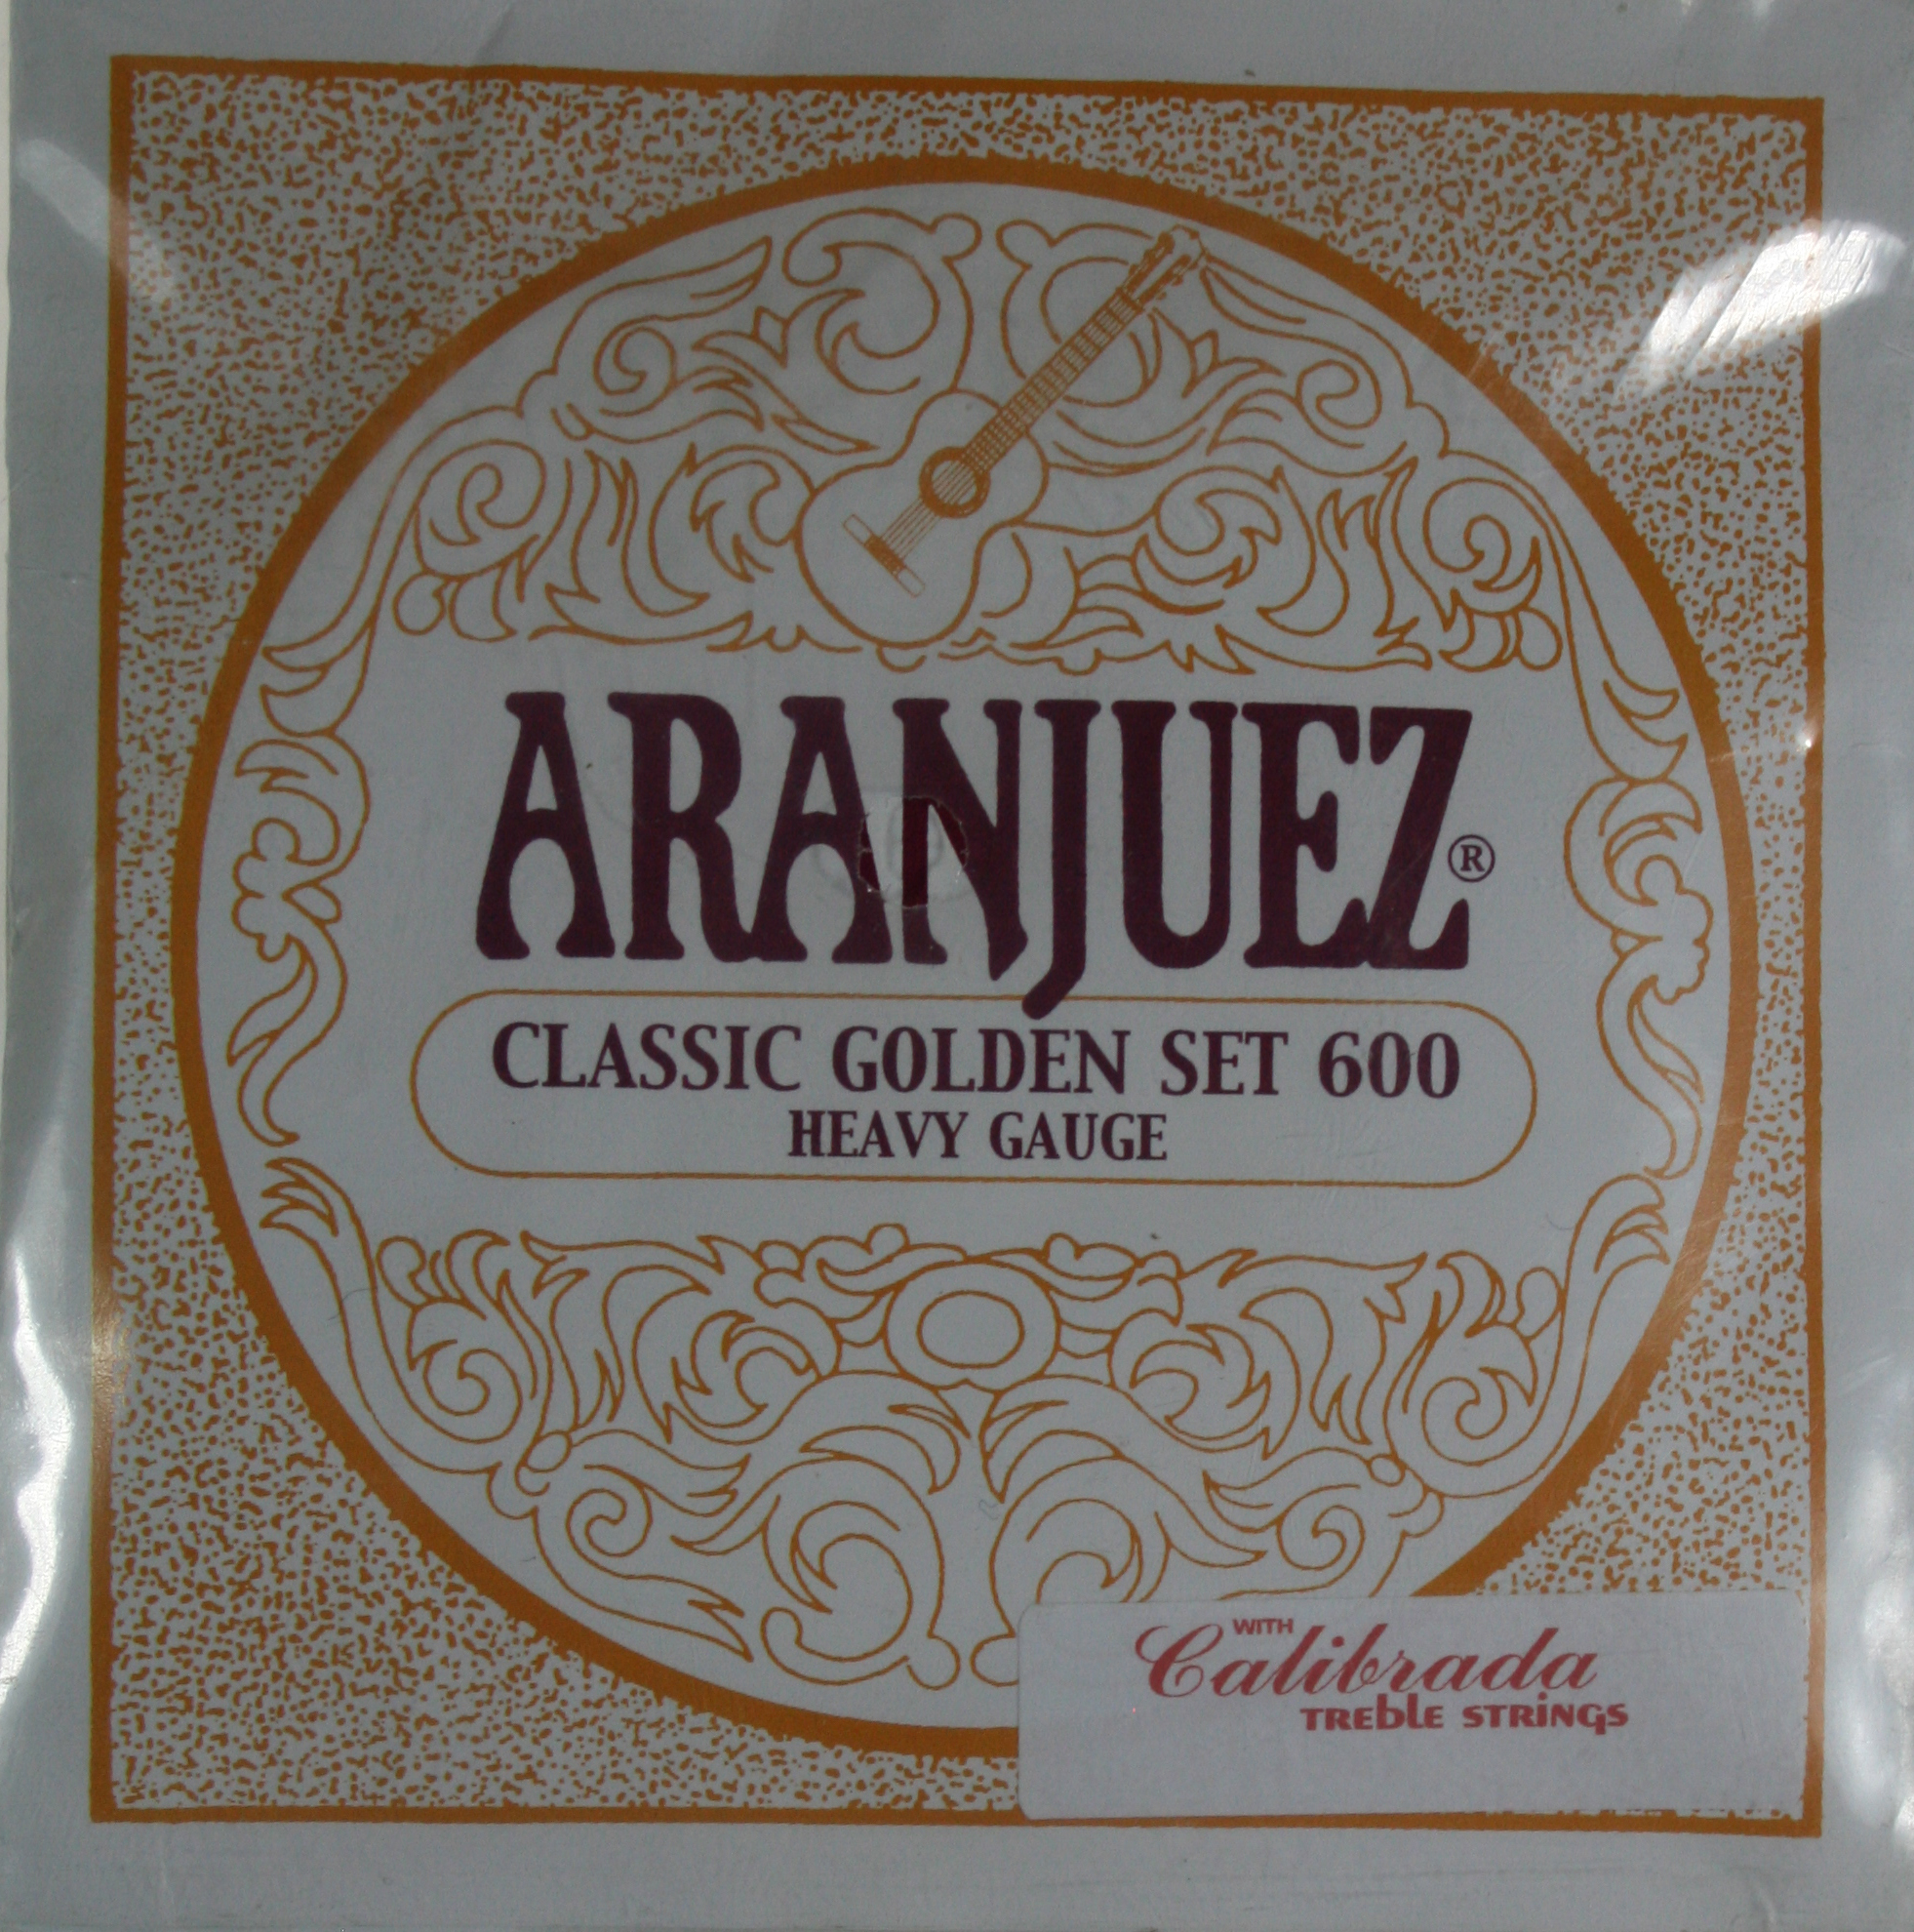 ARANJUEZ®
CLASSIC GOLDEN SET 600
HEAVY GAUGE
WITH
Calibrada
TREBLE STRINGS